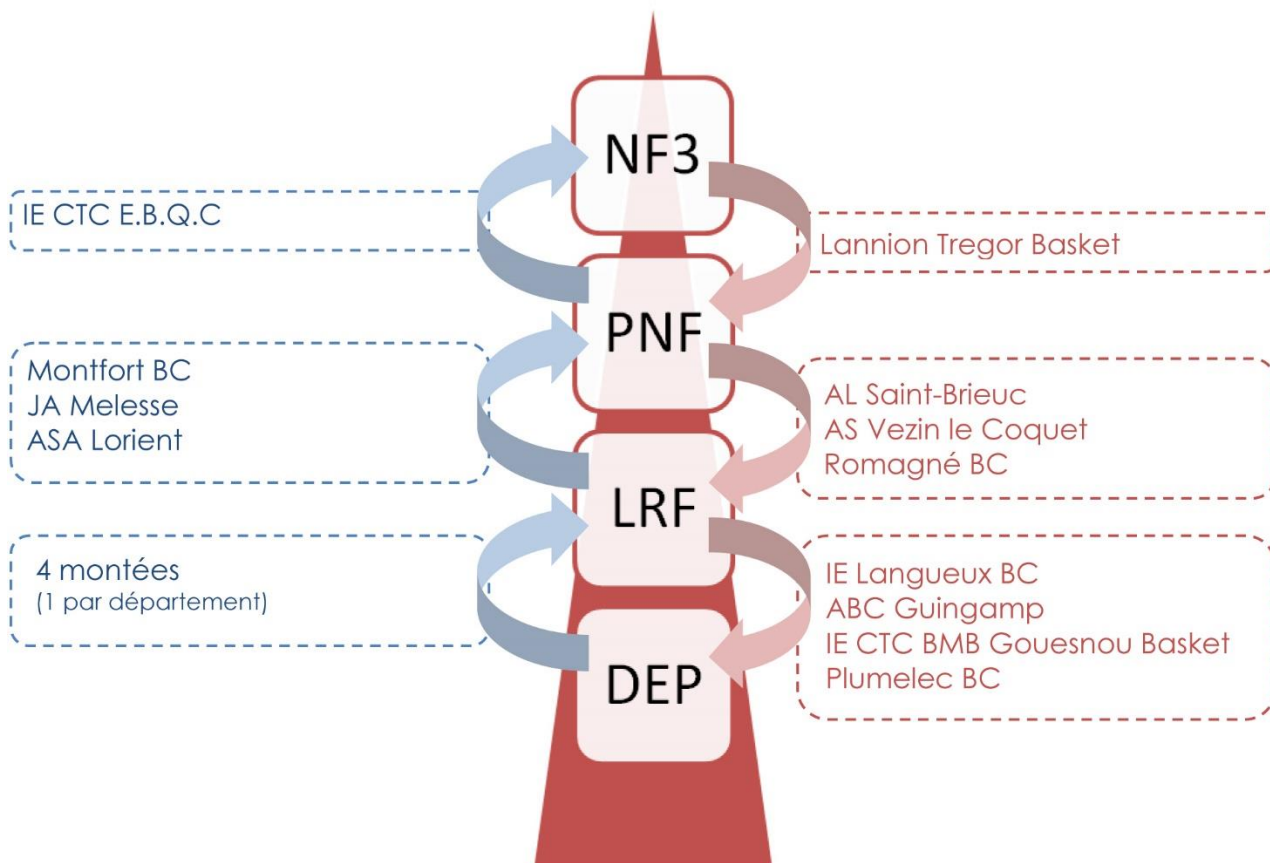 NF3
IE CTC E.B.Q.C
Lannion Tregor Basket
PNF
Montfort BC
JA Melesse
ASA Lorient
AL Saint-Brieuc
AS Vezin le Coquet
Romagné BC
LRF
4 montées
(1 par département)
IE Langueux BC
ABC Guingamp
IE CTC BMB Gouesnou Basket
Plumelec BC
DEP